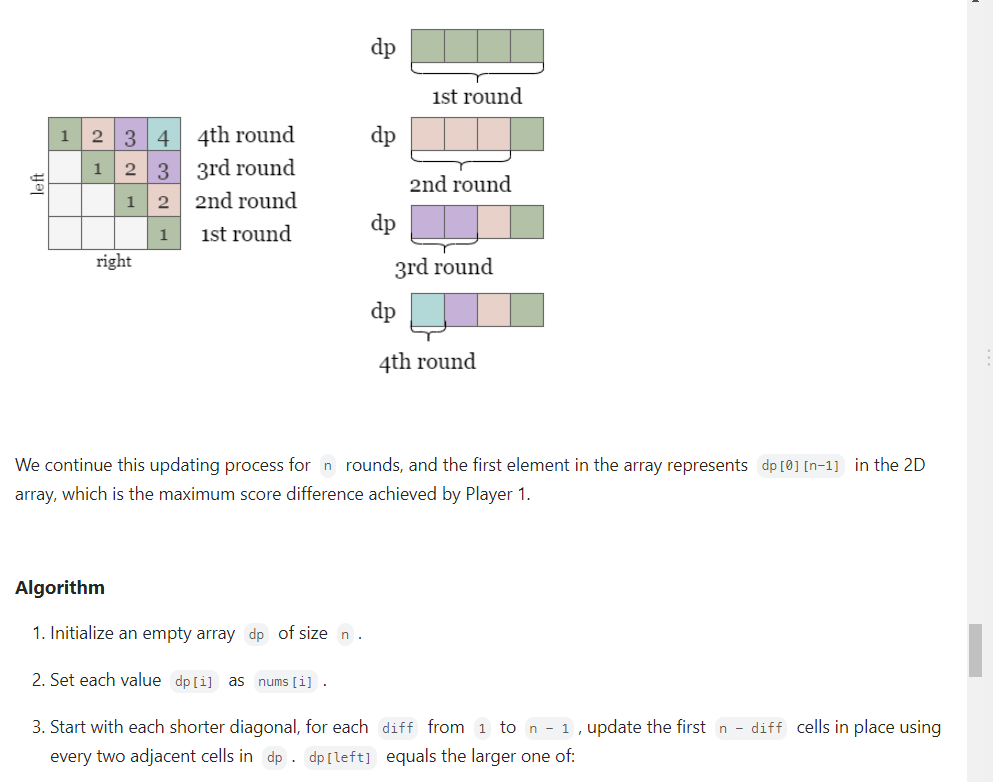 dp
1st round
1 2 3 4 4th round
dp
1 2 3 3rd round
left
2nd round
1 2 2nd round
dp
1 1st round
right
3rd round
dp
4th round
We continue this updating process for n rounds, and the first element in the array represents dp[0][n-1] in the 2D
array, which is the maximum score difference achieved by Player 1.
Algorithm
1. Initialize an empty array dp of size n .
2. Set each value dp[i] as nums[i] .
3. Start with each shorter diagonal, for each diff from 1 to n - 1 , update the first n - diff cells in place using
every two adjacent cells in dp . dp[left] equals the larger one of: